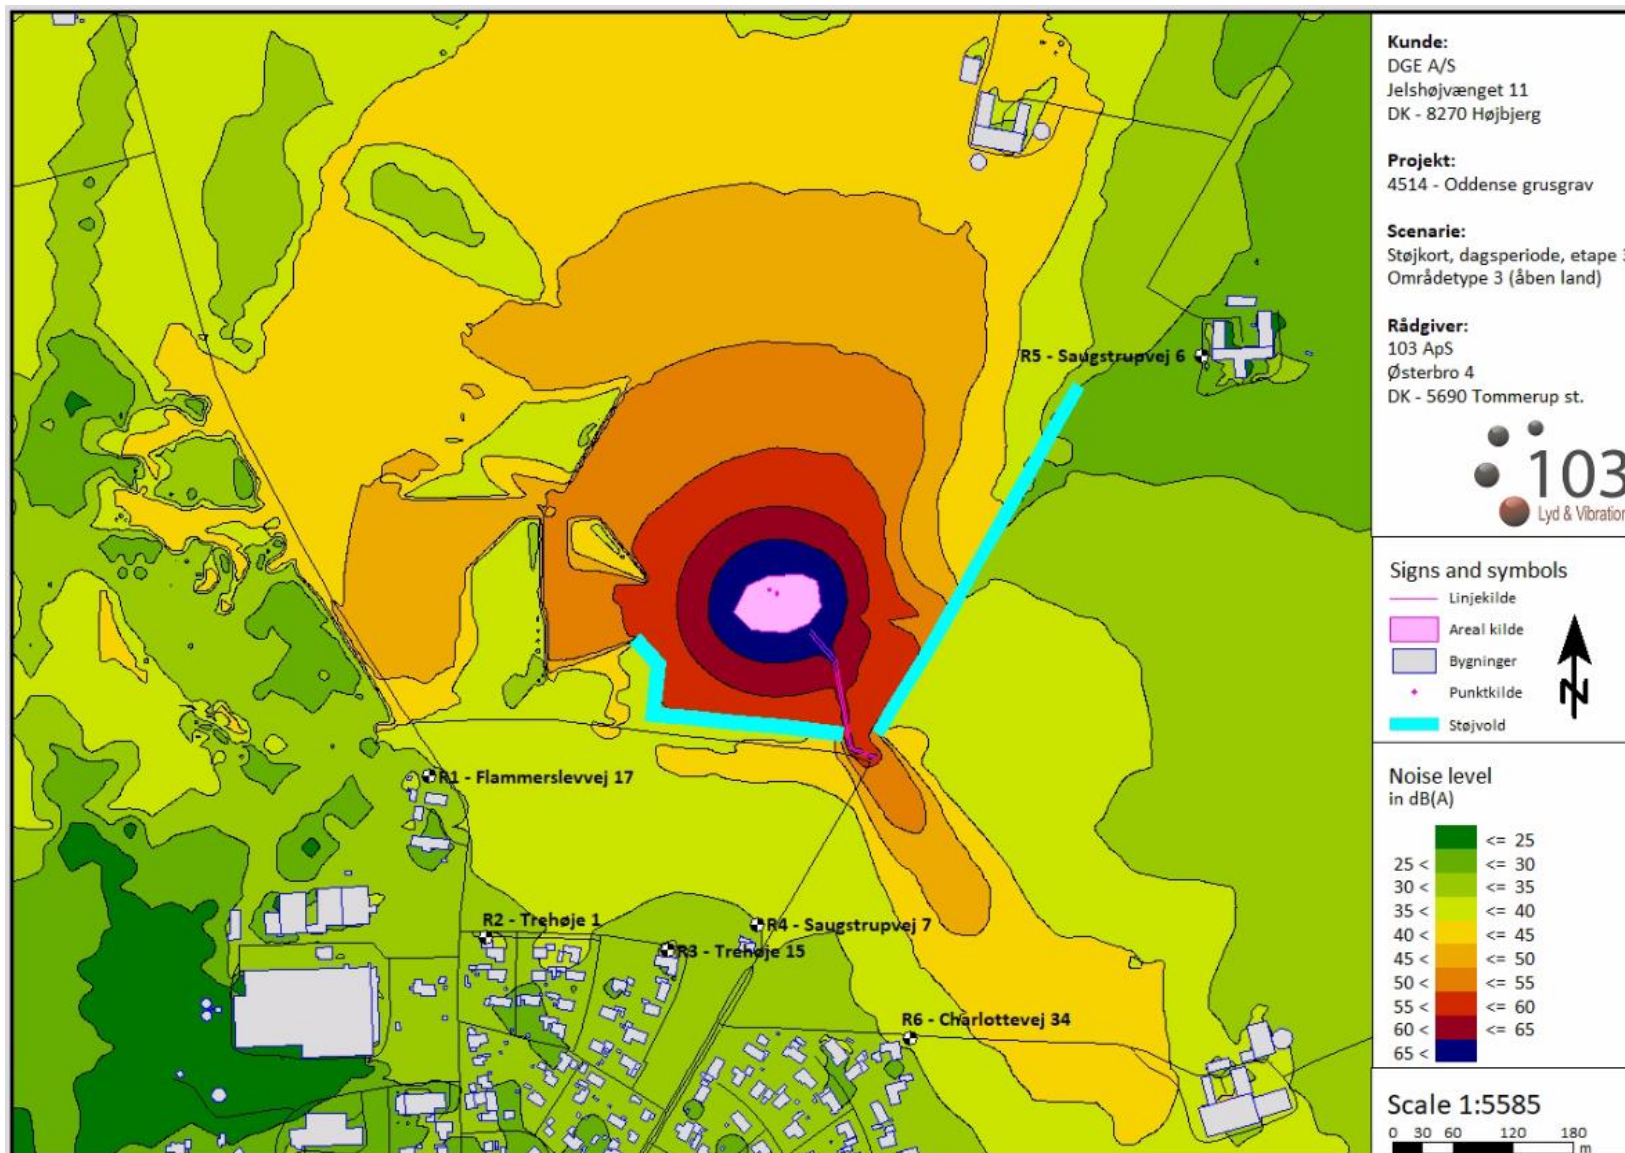 Kunde:
DGE A/S
Jelshøjvænget 11
DK - 8270 Højbjerg
Projekt:
4514 - Oddense grusgrav
Scenarie:
Støjkort, dagsperiode, etape 3
Områdetype 3 (åben land)
Rådgiver:
103 ApS
Østerbro 4
DK - 5690 Tommerup st.
103
Lyd & Vibration
R5 - Saugstrupvej 6
R1 - Flammerslevvej 17
R2 - Trehøje 1
R4 - Saugstrupvej 7
R3 - Trehøje 15
R6 - Charlottevej 34
Signs and symbols
Linjekilde
Areal kilde
Bygninger
Punktkilde
Støjvold
N
Noise level
in dB(A)
<= 25
25 < <= 30
30 < <= 35
35 < <= 40
40 < <= 45
45 < <= 50
50 < <= 55
55 < <= 60
60 < <= 65
65 <
Scale 1:5585
0 30 60 120 180
m